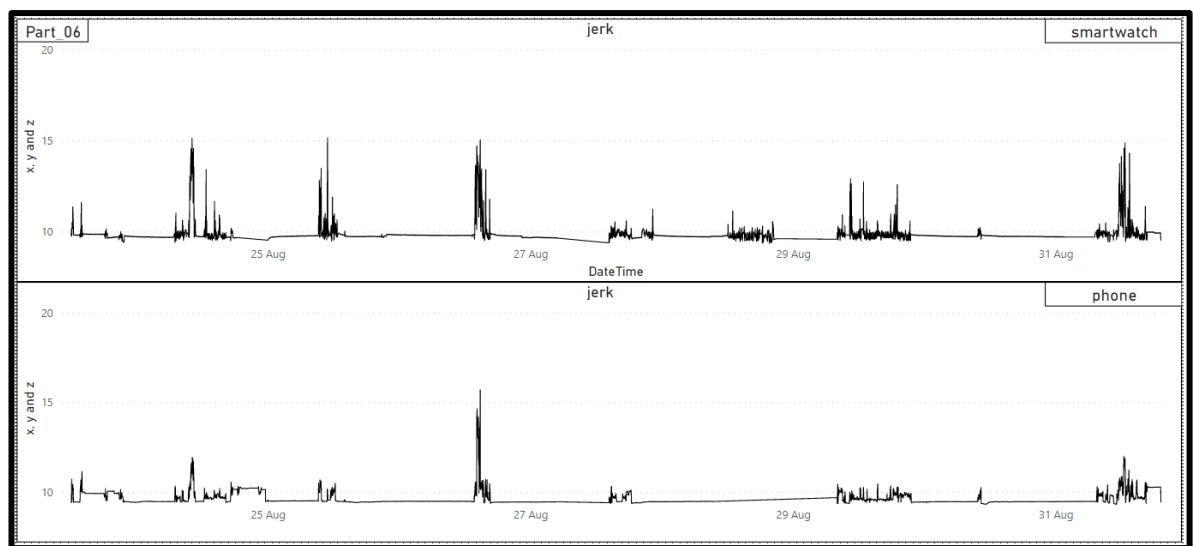 Part_06
jerk
smartwatch
20
15
10
x, y and z
25 Aug
27 Aug
29 Aug
31 Aug
DateTime
jerk
phone
20
15
10
x, y and z
25 Aug
27 Aug
29 Aug
31 Aug